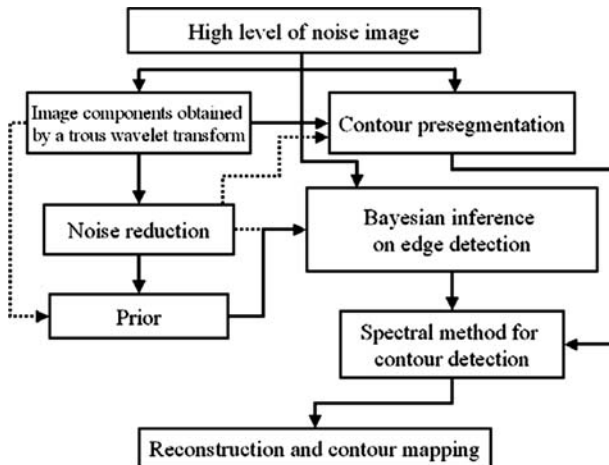 High level of noise image
Image components obtained
by a trous wavelet transform
Contour presegmentation
Noise reduction
Bayesian inference
on edge detection
Prior
Spectral method for
contour detection
Reconstruction and contour mapping